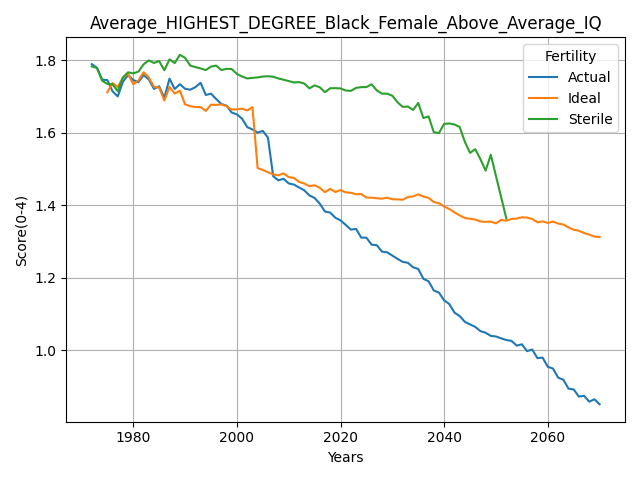 Average_HIGHEST_DEGREE_Black_Female_Above_Average_IQ
Fertility
Actual
Ideal
Sterile
Score(0-4)
1.8
1.6
1.4
1.2
1.0
1980
2000
2020
2040
2060
Years